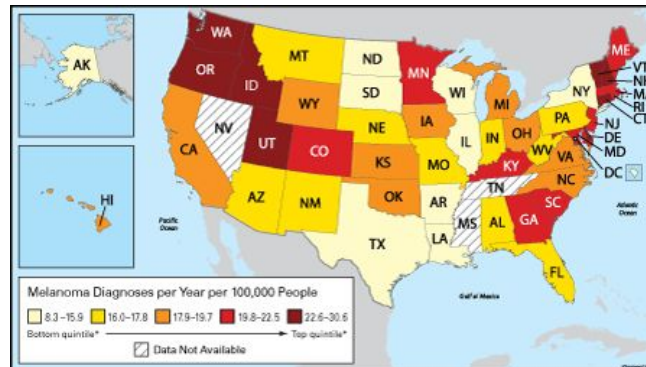 AK
HI
Pacific
Ocean
WA
OR
ID
MT
ND
SD
MN
WI
MI
WY
NV
UT
CA
CO
NE
IA
KS
MO
IL
IN
OH
PA
NY
ME
VT
RI
CT
NJ
DE
MD
DC
WV
VA
KY
NC
TN
SC
GA
AL
MS
AR
LA
OK
TX
NM
AZ
FL
Atlantic
Ocean
Gulf of Mexico
Melanoma Diagnoses per Year per 100,000 People
8.3–15.9 16.0–17.8 17.9–19.7 19.8–22.5 22.6–30.6
Bottom quintile* Top quintile*
Data Not Available